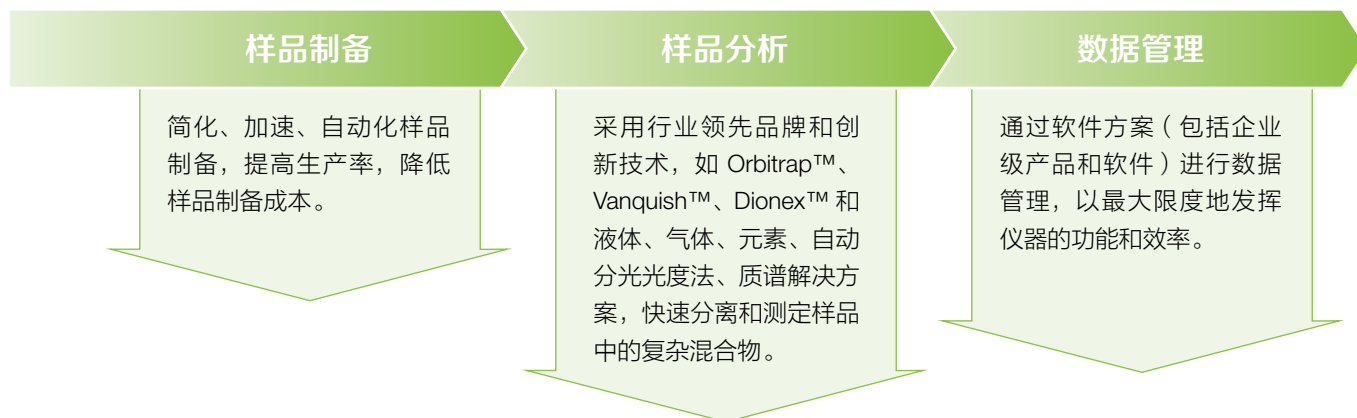 样品制备
样品分析
数据管理
简化、加速、自动化样品
制备，提高生产率，降低
样品制备成本。
采用行业领先品牌和创
新技术，如 Orbitrap™、
Vanquish™、Dionex™ 和
液体、气体、元素、自动
分光光度法、质谱解决方
案，快速分离和测定样品
中的复杂混合物。
通过软件方案（包括企业
级产品和软件）进行数据
管理，以最大限度地发挥
仪器的功能和效率。